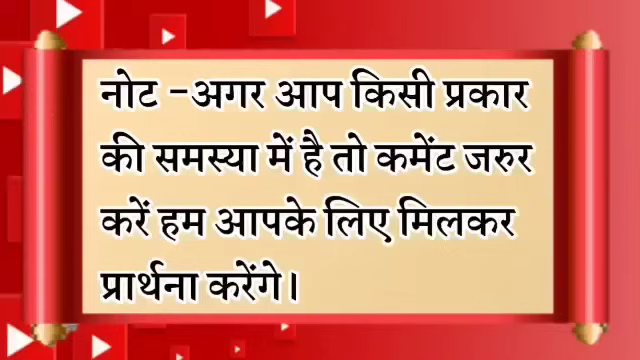 नोट -अगर आप किसी प्रकार
की समस्या में है तो कमेंट जरुर
करें हम आपके लिए मिलकर
प्रार्थना करेंगे।